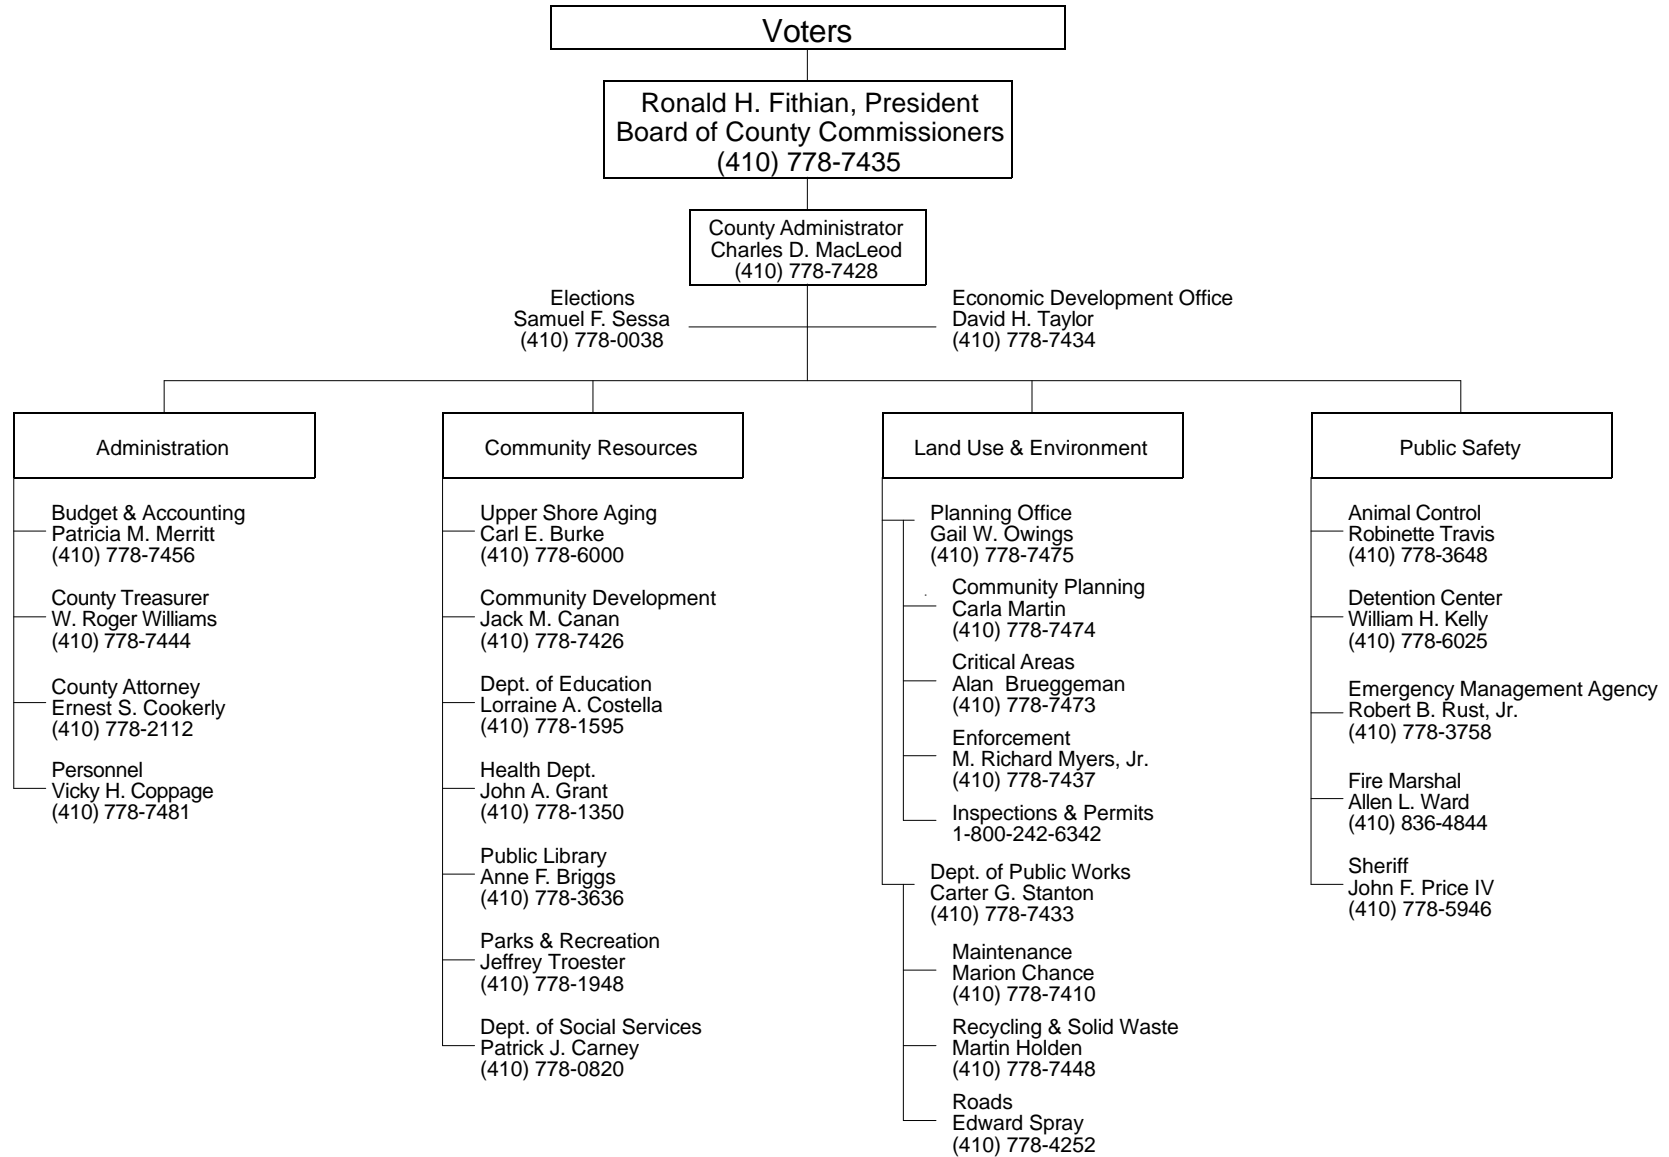 Voters
Ronald H. Fithian, President
Board of County Commissioners
(410) 778-7435
County Administrator
Charles D. MacLeod
(410) 778-7428
Elections
Samuel F. Sessa
(410) 778-0038
Economic Development Office
David H. Taylor
(410) 778-7434
Administration
Budget & Accounting
Patricia M. Merritt
(410) 778-7456
County Treasurer
W. Roger Williams
(410) 778-7444
County Attorney
Ernest S. Cookerly
(410) 778-2112
Personnel
Vicky H. Coppage
(410) 778-7481
Community Resources
Upper Shore Aging
Carl E. Burke
(410) 778-6000
Community Development
Jack M. Canan
(410) 778-7426
Dept. of Education
Lorraine A. Costella
(410) 778-1595
Health Dept.
John A. Grant
(410) 778-1350
Public Library
Anne F. Briggs
(410) 778-3636
Parks & Recreation
Jeffrey Troester
(410) 778-1948
Dept. of Social Services
Patrick J. Carney
(410) 778-0820
Land Use & Environment
Planning Office
Gail W. Owings
(410) 778-7475
Community Planning
Carla Martin
(410) 778-7474
Critical Areas
Alan  Brueggeman
(410) 778-7473
Enforcement
M. Richard Myers, Jr.
(410) 778-7437
Inspections & Permits
1-800-242-6342
Dept. of Public Works
Carter G. Stanton
(410) 778-7433
Maintenance
Marion Chance
(410) 778-7410
Recycling & Solid Waste
Martin Holden
(410) 778-7448
Roads
Edward Spray
(410) 778-4252
Public Safety
Animal Control
Robinette Travis
(410) 778-3648
Detention Center
William H. Kelly
(410) 778-6025
Emergency Management Agency
Robert B. Rust, Jr.
(410) 778-3758
Fire Marshal
Allen L. Ward
(410) 836-4844
Sheriff
John F. Price IV
(410) 778-5946